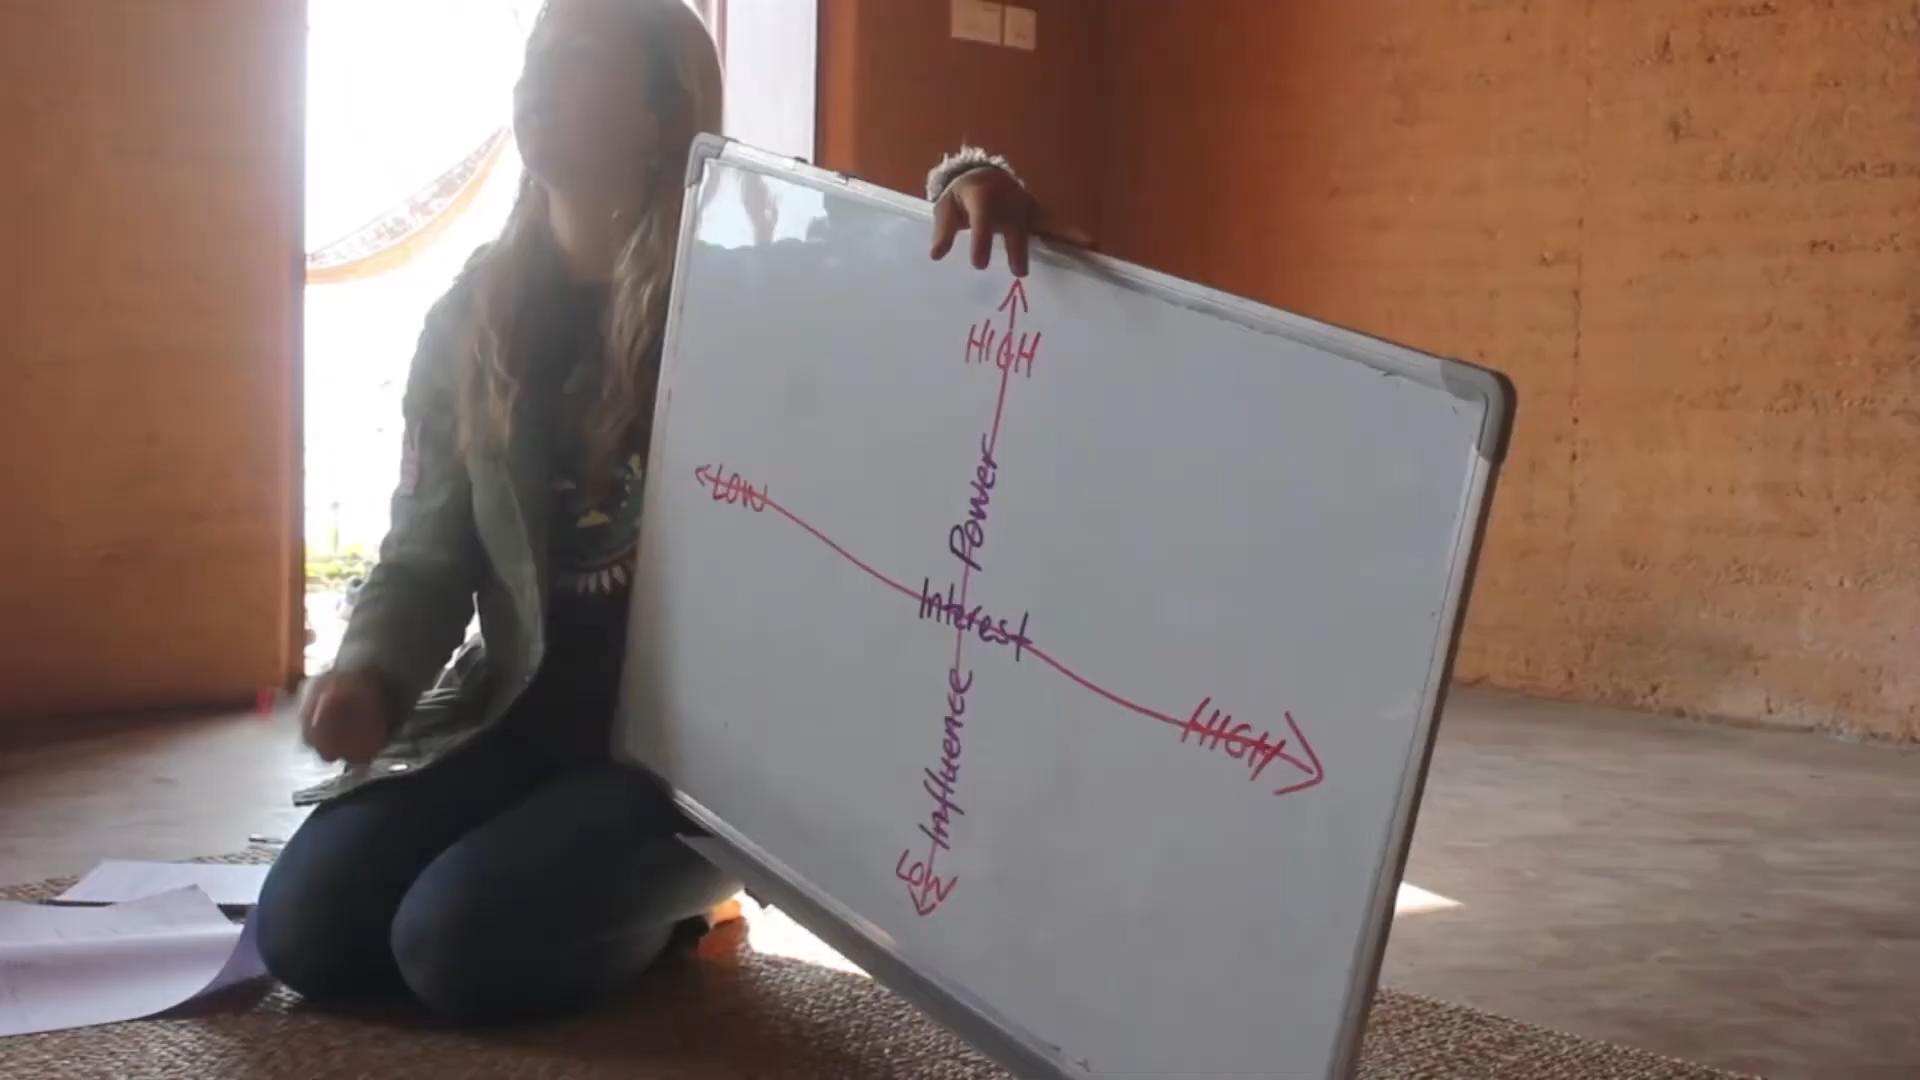 HIGH
Power
LOW
Interest
HIGH
Influence
LOW